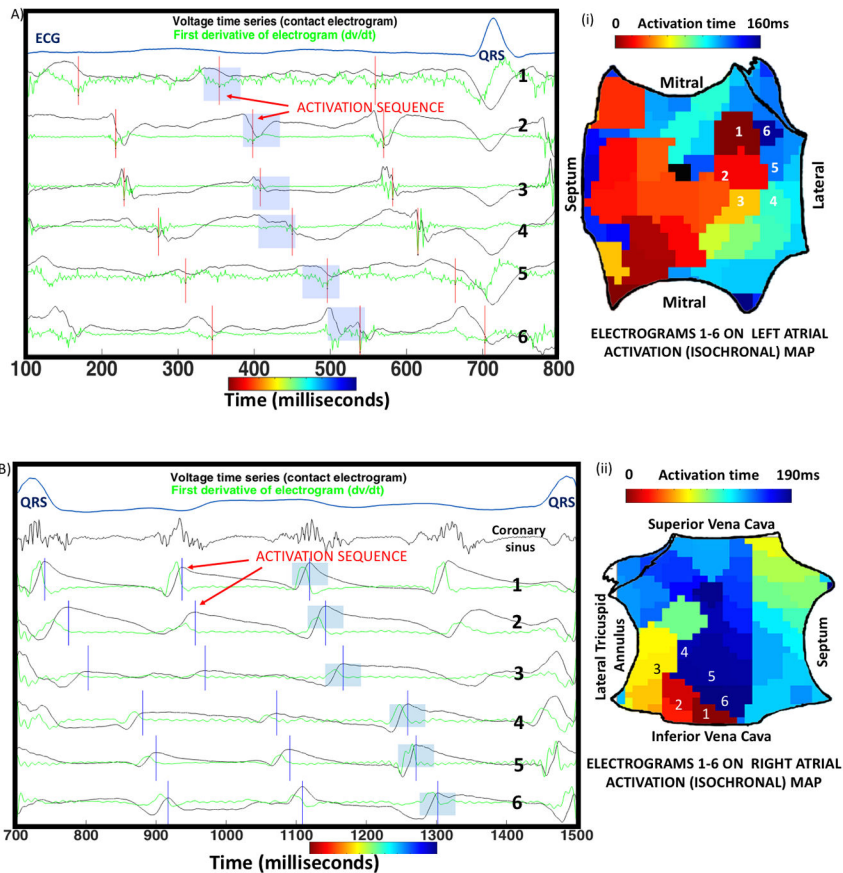 A)
Voltage time series (contact electrogram)
First derivative of electrogram (dv/dt)
ECG
QRS
1
ACTIVATION SEQUENCE
2
3
4
5
6
100 200 300 400 500 600 700 800
Time (milliseconds)
(i)
0 Activation time 160ms
Mitral
1 6
2 5
3 4
Septum
Lateral
Mitral
ELECTROGRAMS 1-6 ON LEFT ATRIAL
ACTIVATION (ISOCHRONAL) MAP
B)
Voltage time series (contact electrogram)
First derivative of electrogram (dv/dt)
QRS QRS
Coronary
sinus
ACTIVATION SEQUENCE
1
2
3
4
5
6
700 800 900 1100 1300 1400 1500
Time (milliseconds)
(ii)
0 Activation time 190ms
Superior Vena Cava
Lateral Tricuspid
Annulus
Septum
4
3 5
2 1 6
Inferior Vena Cava
ELECTROGRAMS 1-6 ON RIGHT ATRIAL
ACTIVATION (ISOCHRONAL) MAP